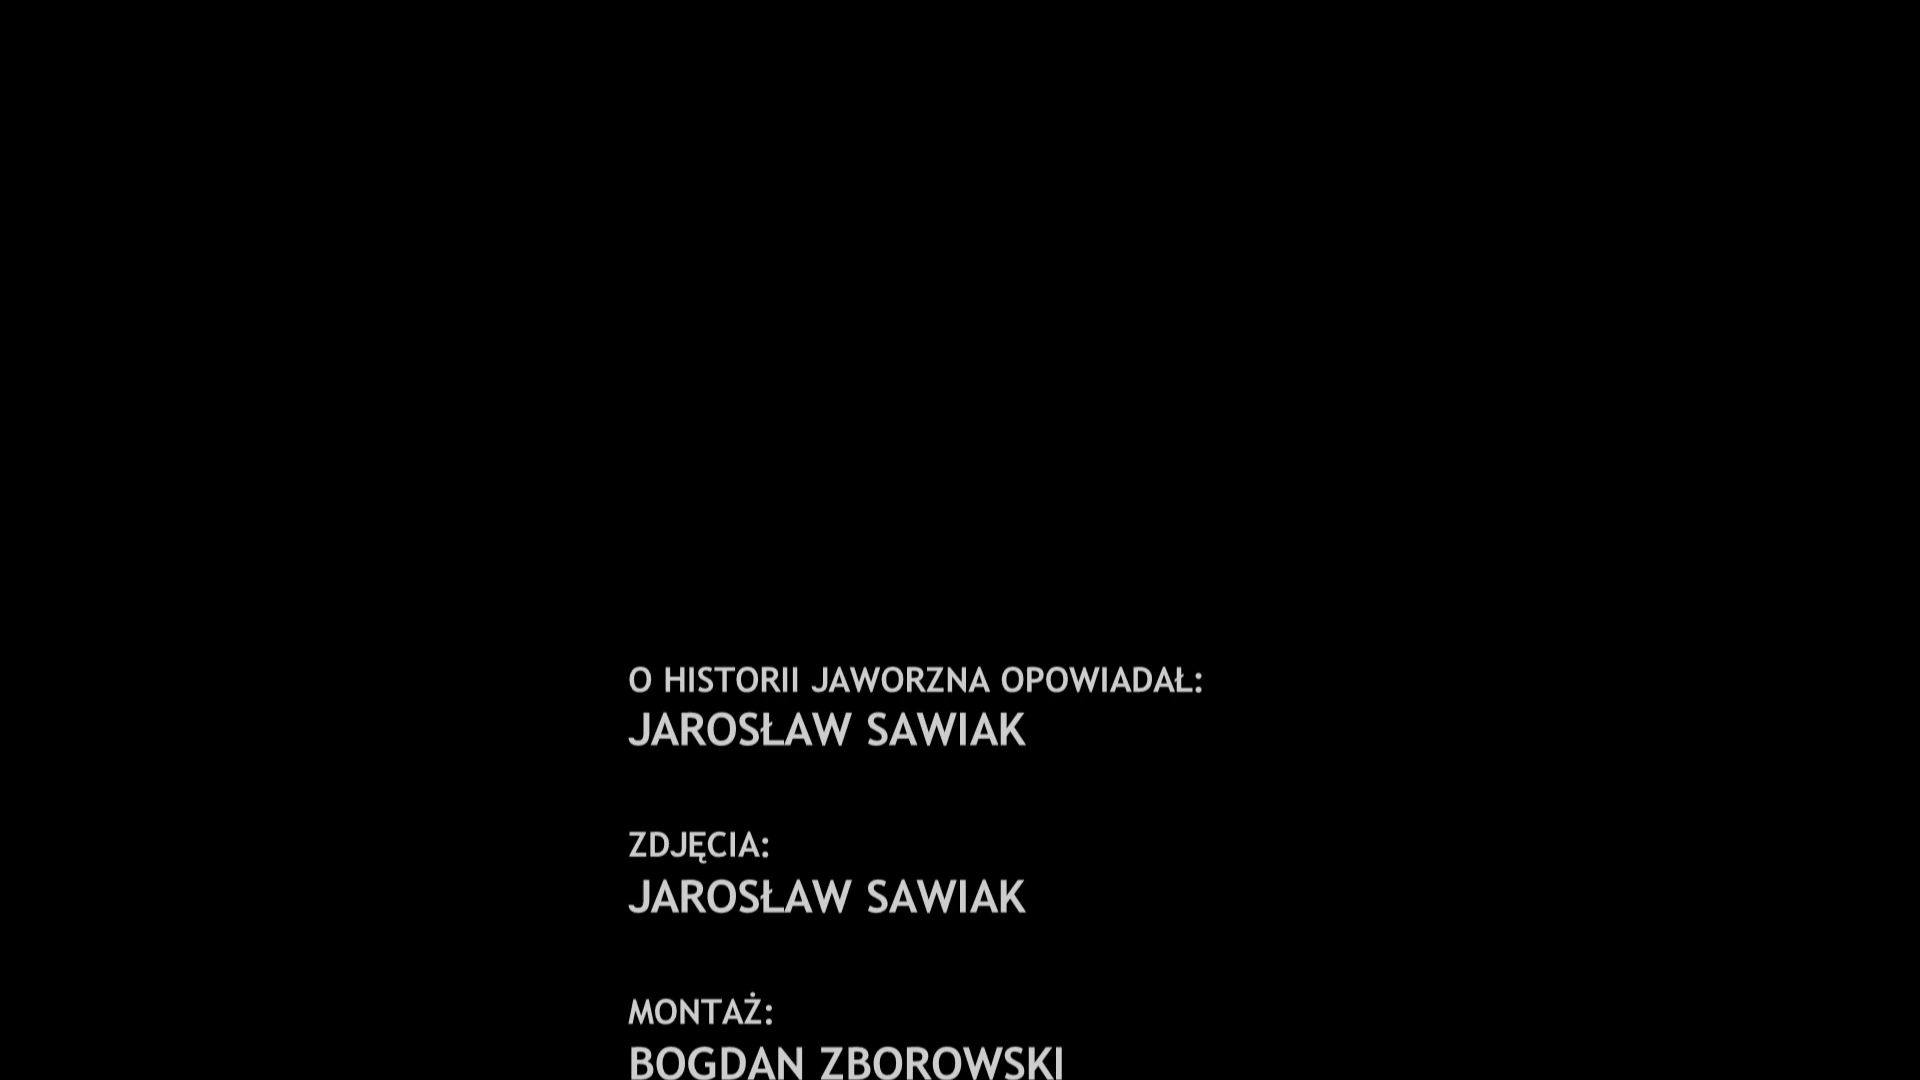 O HISTORII JAWORZNA OPOWIADAŁ:
JAROSŁAW SAWIAK
ZDJĘCIA:
JAROSŁAW SAWIAK
MONTAŻ:
BOGDAN ZBOROWSKI